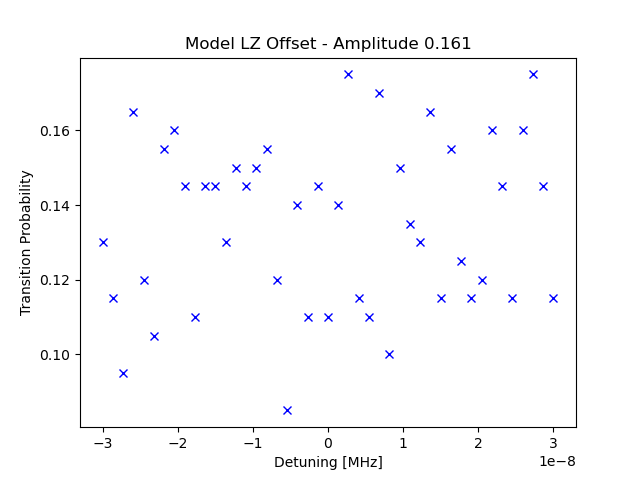 Model LZ Offset - Amplitude 0.161
Transition Probability
0.16
0.14
0.12
0.10
−3
−2
−1
0
1
2
3
1e−8
Detuning [MHz]